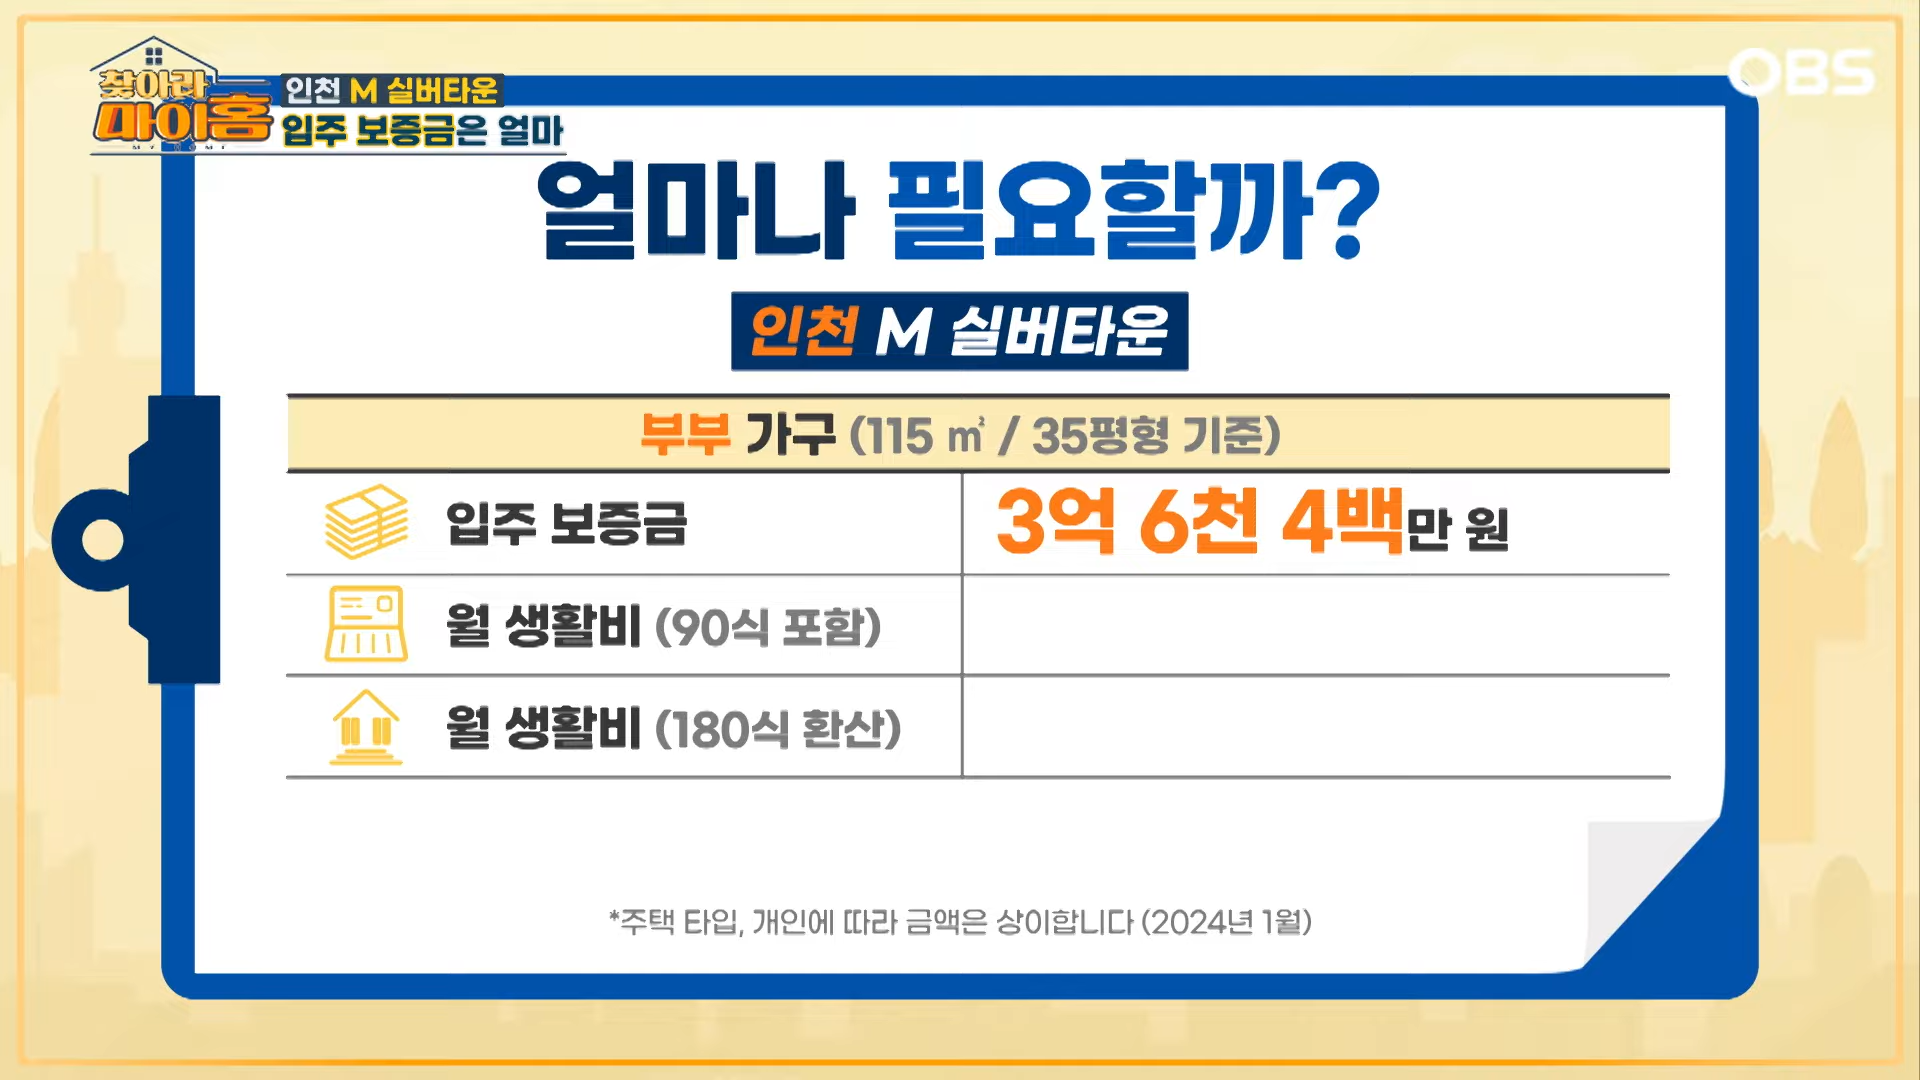 찾아라
마이홈
MY HOME
인천 M 실버타운
입주 보증금은 얼마
OBS
얼마나 필요할까?
인천 M 실버타운
부부 가구 (115 ㎡ / 35평형 기준)
입주 보증금 3억 6천 4백만 원
월 생활비 (90식 포함)
월 생활비 (180식 환산)
*주택 타입, 개인에 따라 금액은 상이합니다 (2024년 1월)